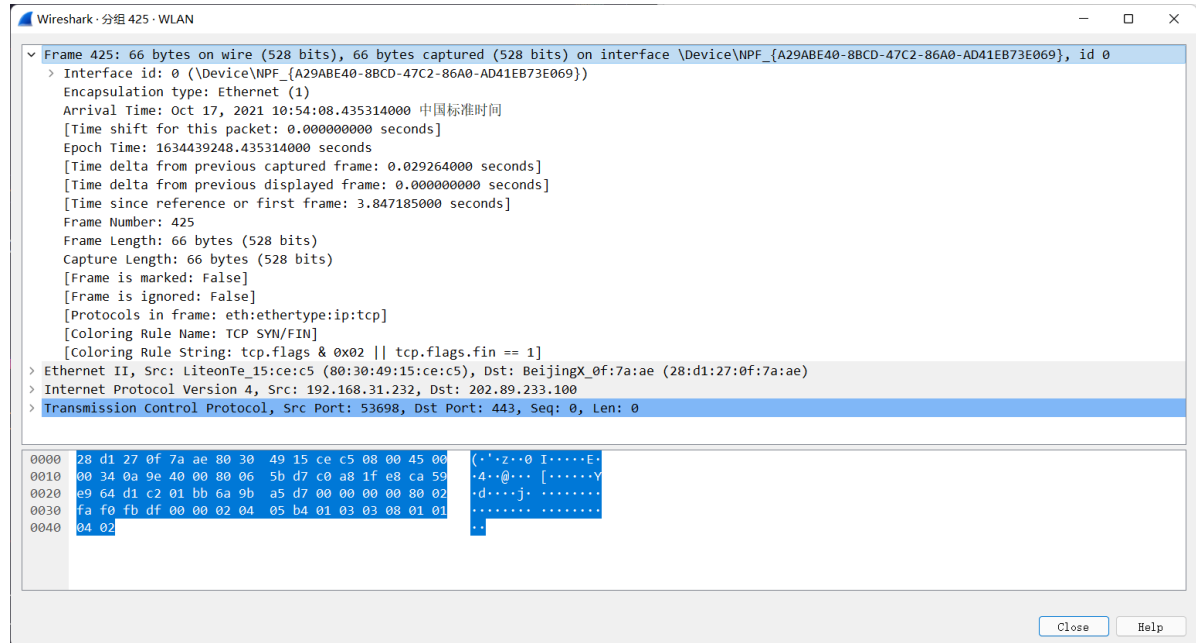 Wireshark · 分组 425 · WLAN
Frame 425: 66 bytes on wire (528 bits), 66 bytes captured (528 bits) on interface \Device\NPF_{A29ABE40-8BCD-47C2-86A0-AD41EB73E069}, id 0
Interface id: 0 (\Device\NPF_{A29ABE40-8BCD-47C2-86A0-AD41EB73E069})
Encapsulation type: Ethernet (1)
Arrival Time: Oct 17, 2021 10:54:08.435314000 中国标准时间
[Time shift for this packet: 0.000000000 seconds]
Epoch Time: 1634439248.435314000 seconds
[Time delta from previous captured frame: 0.029264000 seconds]
[Time delta from previous displayed frame: 0.000000000 seconds]
[Time since reference or first frame: 3.847185000 seconds]
Frame Number: 425
Frame Length: 66 bytes (528 bits)
Capture Length: 66 bytes (528 bits)
[Frame is marked: False]
[Frame is ignored: False]
[Protocols in frame: eth:ethertype:ip:tcp]
[Coloring Rule Name: TCP SYN/FIN]
[Coloring Rule String: tcp.flags & 0x02 || tcp.flags.fin == 1]
Ethernet II, Src: LiteonTe_15:ce:c5 (80:30:49:15:ce:c5), Dst: BeijingX_0f:7a:ae (28:d1:27:0f:7a:ae)
Internet Protocol Version 4, Src: 192.168.31.232, Dst: 202.89.233.100
Transmission Control Protocol, Src Port: 53698, Dst Port: 443, Seq: 0, Len: 0
0000 28 d1 27 0f 7a ae 80 30 49 15 ce c5 08 00 45 00 (·'·z··0 I·····E·
0010 00 34 0a 9e 40 00 80 06 5b d7 c0 a8 1f e8 ca 59 ·4··@··· [······Y
0020 e9 64 d1 c2 01 bb 6a 9b a5 d7 00 00 00 00 80 02 ·d····j· ········
0030 fa f0 fb df 00 00 02 04 05 b4 01 03 03 08 01 01 ········ ········
0040 04 02 ··
Close Help